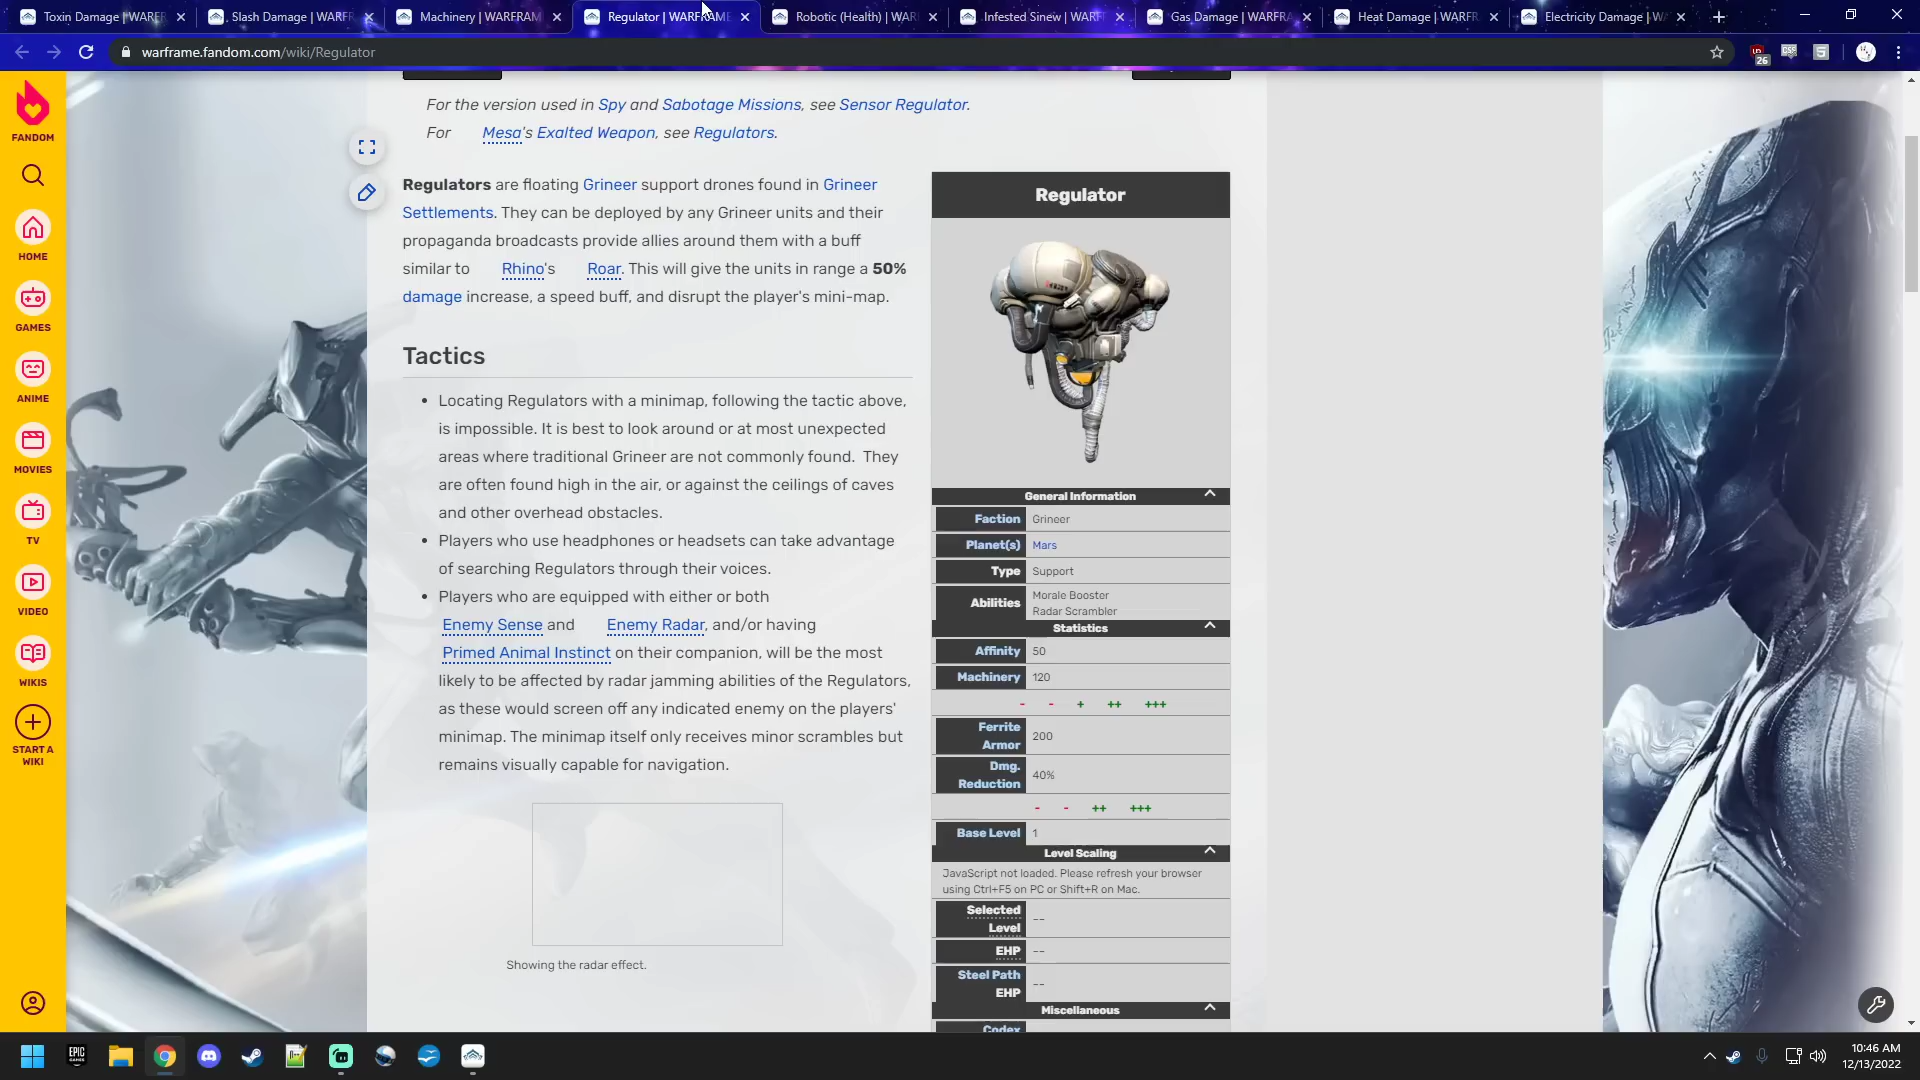 Toxin Damage | WARFR
Slash Damage | WARFR
Machinery | WARFRAM
Regulator | WARFRAME
Robotic (Health) | WAR
Infested Sinew | WARF
Gas Damage | WARFRA
Heat Damage | WARFR
Electricity Damage | WA
warframe.fandom.com/wiki/Regulator
26
FANDOM
HOME
GAMES
ANIME
MOVIES
TV
VIDEO
WIKIS
START A
WIKI
For the version used in Spy and Sabotage Missions, see Sensor Regulator.
For Mesa's Exalted Weapon, see Regulators.
Regulators are floating Grineer support drones found in Grineer
Settlements. They can be deployed by any Grineer units and their
propaganda broadcasts provide allies around them with a buff
similar to Rhino's Roar. This will give the units in range a 50%
damage increase, a speed buff, and disrupt the player's mini-map.
Tactics
• Locating Regulators with a minimap, following the tactic above,
is impossible. It is best to look around or at most unexpected
areas where traditional Grineer are not commonly found. They
are often found high in the air, or against the ceilings of caves
and other overhead obstacles.
• Players who use headphones or headsets can take advantage
of searching Regulators through their voices.
• Players who are equipped with either or both
Enemy Sense and Enemy Radar, and/or having
Primed Animal Instinct on their companion, will be the most
likely to be affected by radar jamming abilities of the Regulators,
as these would screen off any indicated enemy on the players'
minimap. The minimap itself only receives minor scrambles but
remains visually capable for navigation.
Showing the radar effect.
Regulator
General Information
Faction Grineer
Planet(s) Mars
Type Support
Abilities Morale Booster
Radar Scrambler
Statistics
Affinity 50
Machinery 120
- - + ++ +++
Ferrite
Armor 200
Dmg.
Reduction 40%
- - ++ +++
Base Level 1
Level Scaling
JavaScript not loaded. Please refresh your browser
using Ctrl+F5 on PC or Shift+R on Mac.
Selected
Level --
EHP --
Steel Path
EHP --
Miscellaneous
Codex
EPIC
GAMES
10:46 AM
12/13/2022